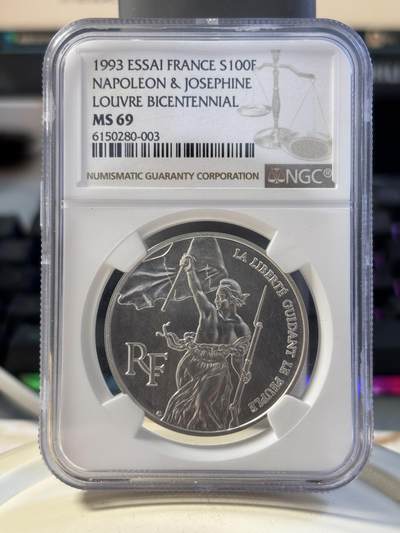 1993 ESSAI FRANCE S100F
NAPOLEON & JOSEPHINE
LOUVRE BICENTENNIAL
MS 69
6150280-003
NUMISMATIC GUARANTY CORPORATION
NGC
LA LIBERTÉ GUIDANT LE PEUPLE
RF